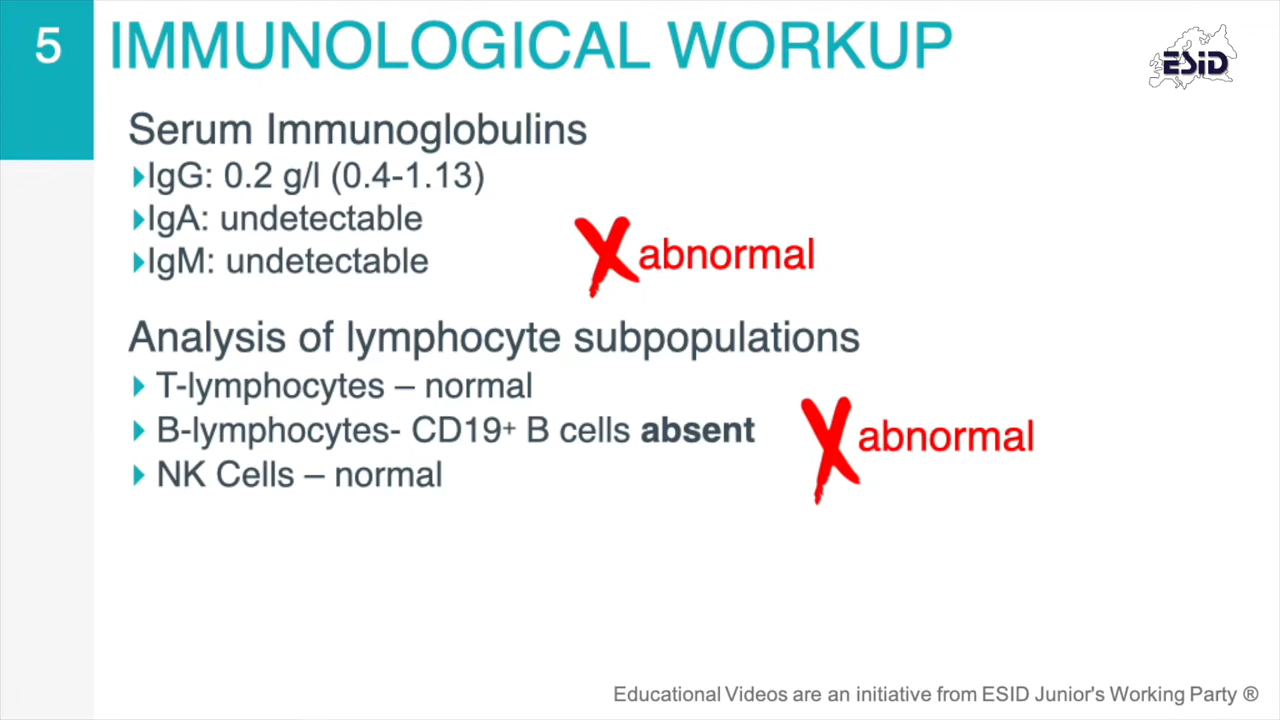 5
IMMUNOLOGICAL WORKUP
ESiD
Serum Immunoglobulins
IgG: 0.2 g/l (0.4-1.13)
IgA: undetectable
IgM: undetectable
abnormal
Analysis of lymphocyte subpopulations
T-lymphocytes – normal
B-lymphocytes- CD19⁺ B cells absent
abnormal
NK Cells – normal
Educational Videos are an initiative from ESID Junior's Working Party ®